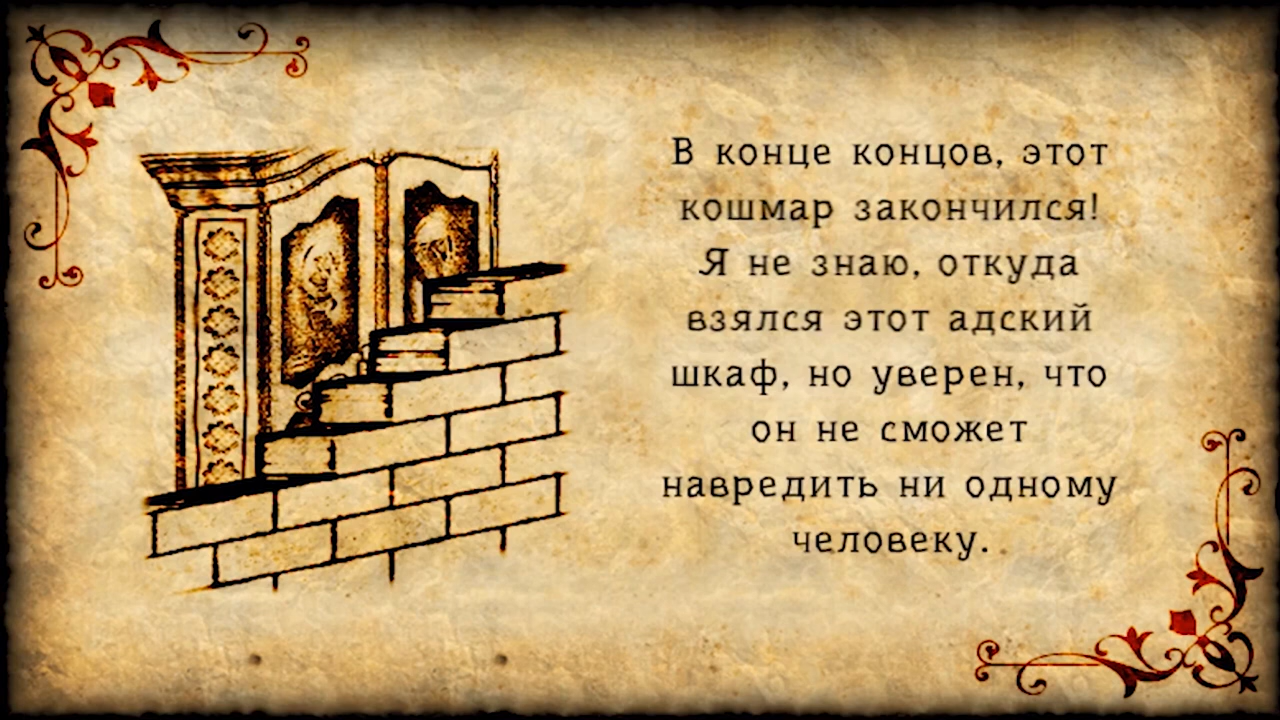 В конце концов, этот
кошмар закончился!
Я не знаю, откуда
взялся этот адский
шкаф, но уверен, что
он не сможет
навредить ни одному
человеку.